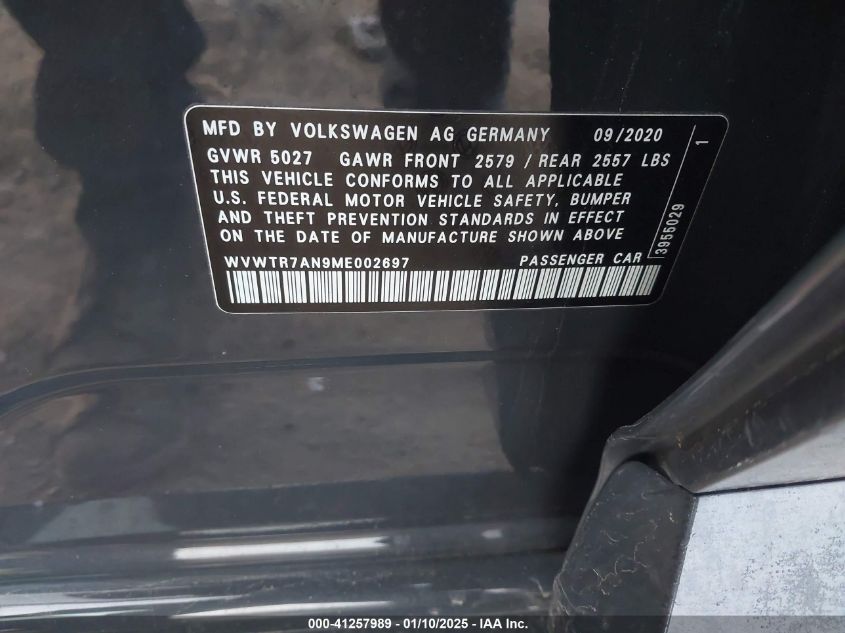 MFD BY VOLKSWAGEN AG GERMANY 09/2020
GVWR 5027 GAWR FRONT 2579 / REAR 2557 LBS
THIS VEHICLE CONFORMS TO ALL APPLICABLE
U.S. FEDERAL MOTOR VEHICLE SAFETY, BUMPER
AND THEFT PREVENTION STANDARDS IN EFFECT
ON THE DATE OF MANUFACTURE SHOWN ABOVE
WVWTR7AN9ME002697 PASSENGER CAR
3955029 1
000-41257989 - 01/10/2025 - IAA Inc.